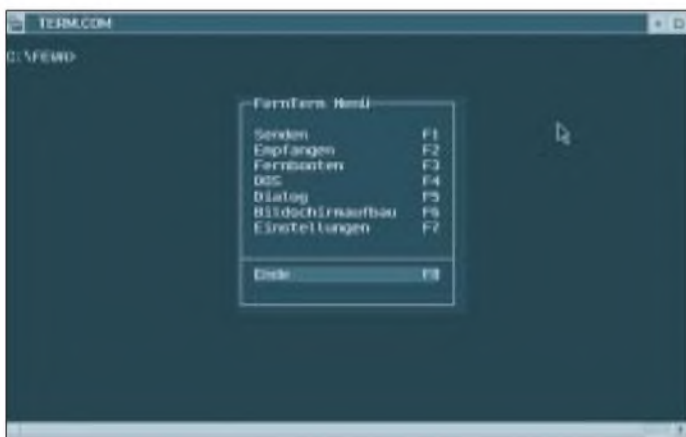 TERM.COM
C:\FEWO>
FernTerm Menü
Senden F1
Empfangen F2
Fernbooten F3
DOS F4
Dialog F5
Bildschirmaufbau F6
Einstellungen F7
Ende F8